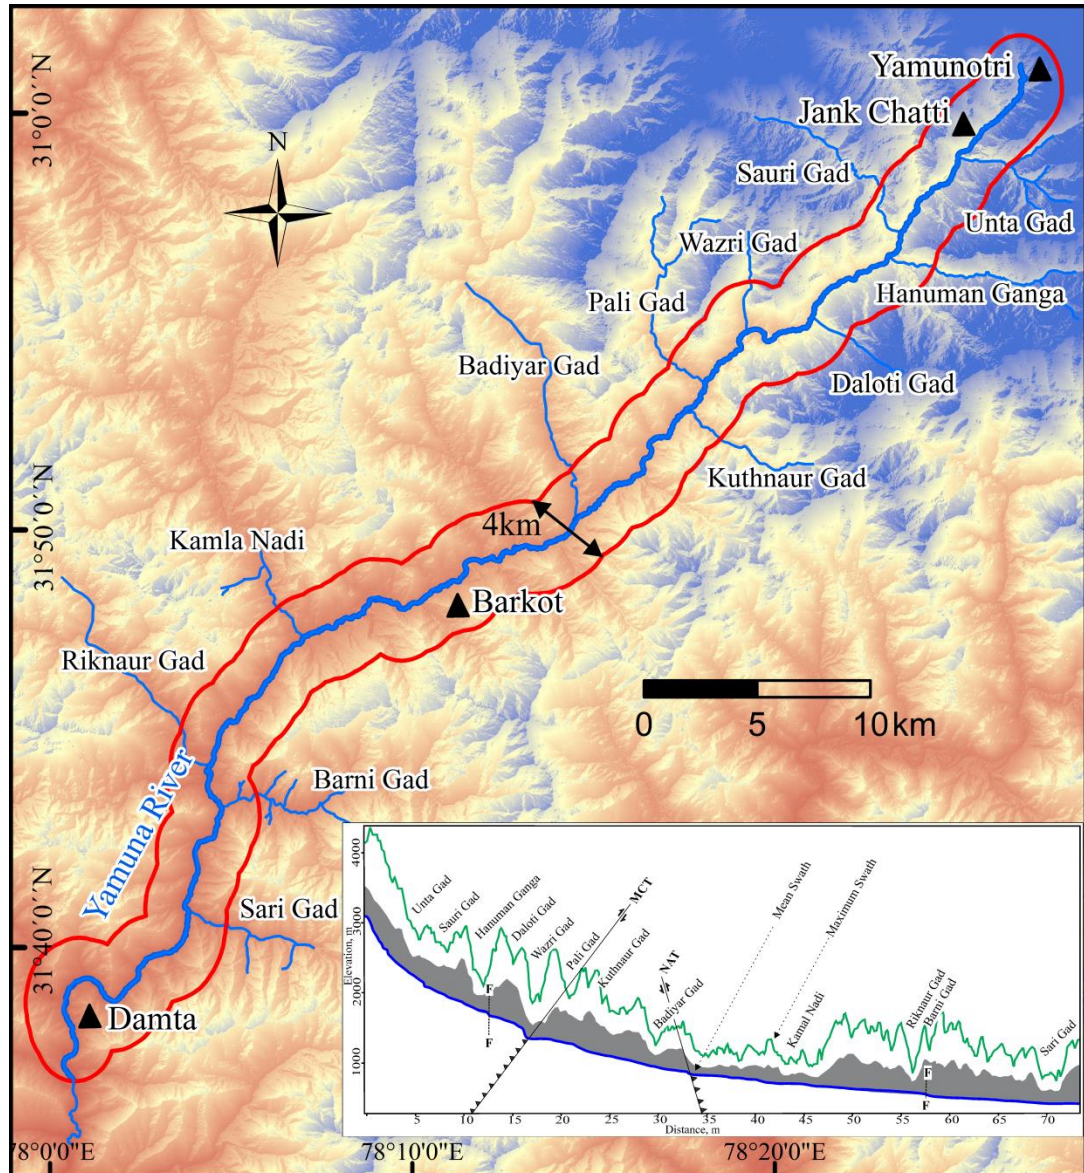 Yamunotri
31°0′0″N
Jank Chatti
N
Sauri Gad
Unta Gad
Wazri Gad
Hanuman Ganga
Pali Gad
Badiyar Gad
Daloti Gad
Kuthnaur Gad
31°50′0″N
4km
Kamla Nadi
Barkot
Riknaur Gad
0 5 10 km
Yamuna River
Barni Gad
Sari Gad
31°40′0″N
Damta
78°0′0"E 78°10′0"E 78°20′0"E
Elevation, m
4000
3000
2000
1000
Unta Gad
Sauri Gad
Hanuman Ganga
Daloti Gad
Wazri Gad
Pali Gad
Kuthnaur Gad
MCT
NAT
Badiyar Gad
Mean Swath
Maximum Swath
Kamal Nadi
Riknaur Gad
Barni Gad
Sari Gad
F
F
F
F
5 10 15 20 25 30 35 40 45 50 55 60 65 70
Distance, m